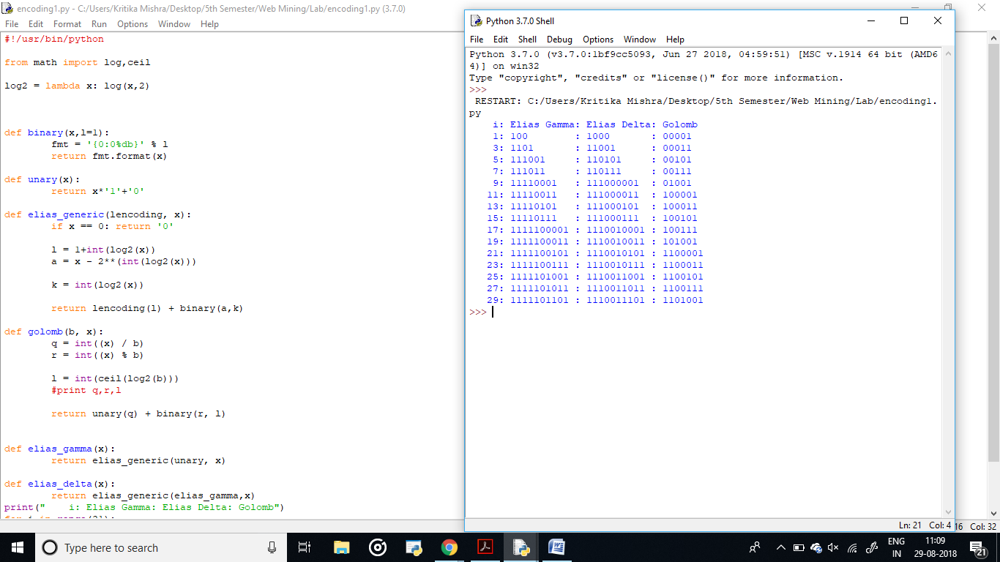 encoding1.py - C:/Users/Kritika Mishra/Desktop/5th Semester/Web Mining/Lab/encoding1.py (3.7.0)
File Edit Format Run Options Window Help
#!/usr/bin/python
from math import log,ceil
log2 = lambda x: log(x,2)
def binary(x,l=1):
fmt = '{0:0%db}' % l
return fmt.format(x)
def unary(x):
return x*'1'+'0'
def elias_generic(lencoding, x):
if x == 0: return '0'
l = 1+int(log2(x))
a = x - 2**(int(log2(x)))
k = int(log2(x))
return lencoding(l) + binary(a,k)
def golomb(b, x):
q = int((x) / b)
r = int((x) % b)
l = int(ceil(log2(b)))
#print q,r,l
return unary(q) + binary(r, l)
def elias_gamma(x):
return elias_generic(unary, x)
def elias_delta(x):
return elias_generic(elias_gamma,x)
print("    i: Elias Gamma: Elias Delta: Golomb")
Python 3.7.0 Shell
File Edit Shell Debug Options Window Help
Python 3.7.0 (v3.7.0:1bf9cc5093, Jun 27 2018, 04:59:51) [MSC v.1914 64 bit (AMD6
4)] on win32
Type "copyright", "credits" or "license()" for more information.
>>>
RESTART: C:/Users/Kritika Mishra/Desktop/5th Semester/Web Mining/Lab/encoding1.
py
i: Elias Gamma: Elias Delta: Golomb
1: 100 : 1000 : 00001
3: 1101 : 11001 : 00011
5: 111001 : 110101 : 00101
7: 111011 : 110111 : 00111
9: 11110001 : 111000001 : 01001
11: 11110011 : 111000011 : 100001
13: 11110101 : 111000101 : 100011
15: 11110111 : 111000111 : 100101
17: 1111100001 : 1110010001 : 100111
19: 1111100011 : 1110010011 : 101001
21: 1111100101 : 1110010101 : 1100001
23: 1111100111 : 1110010111 : 1100011
25: 1111101001 : 1110011001 : 1100101
27: 1111101011 : 1110011011 : 1100111
29: 1111101101 : 1110011101 : 1101001
>>>
Ln: 21 Col: 4
16 Col: 32
Type here to search
ENG
IN
11:09
29-08-2018
21